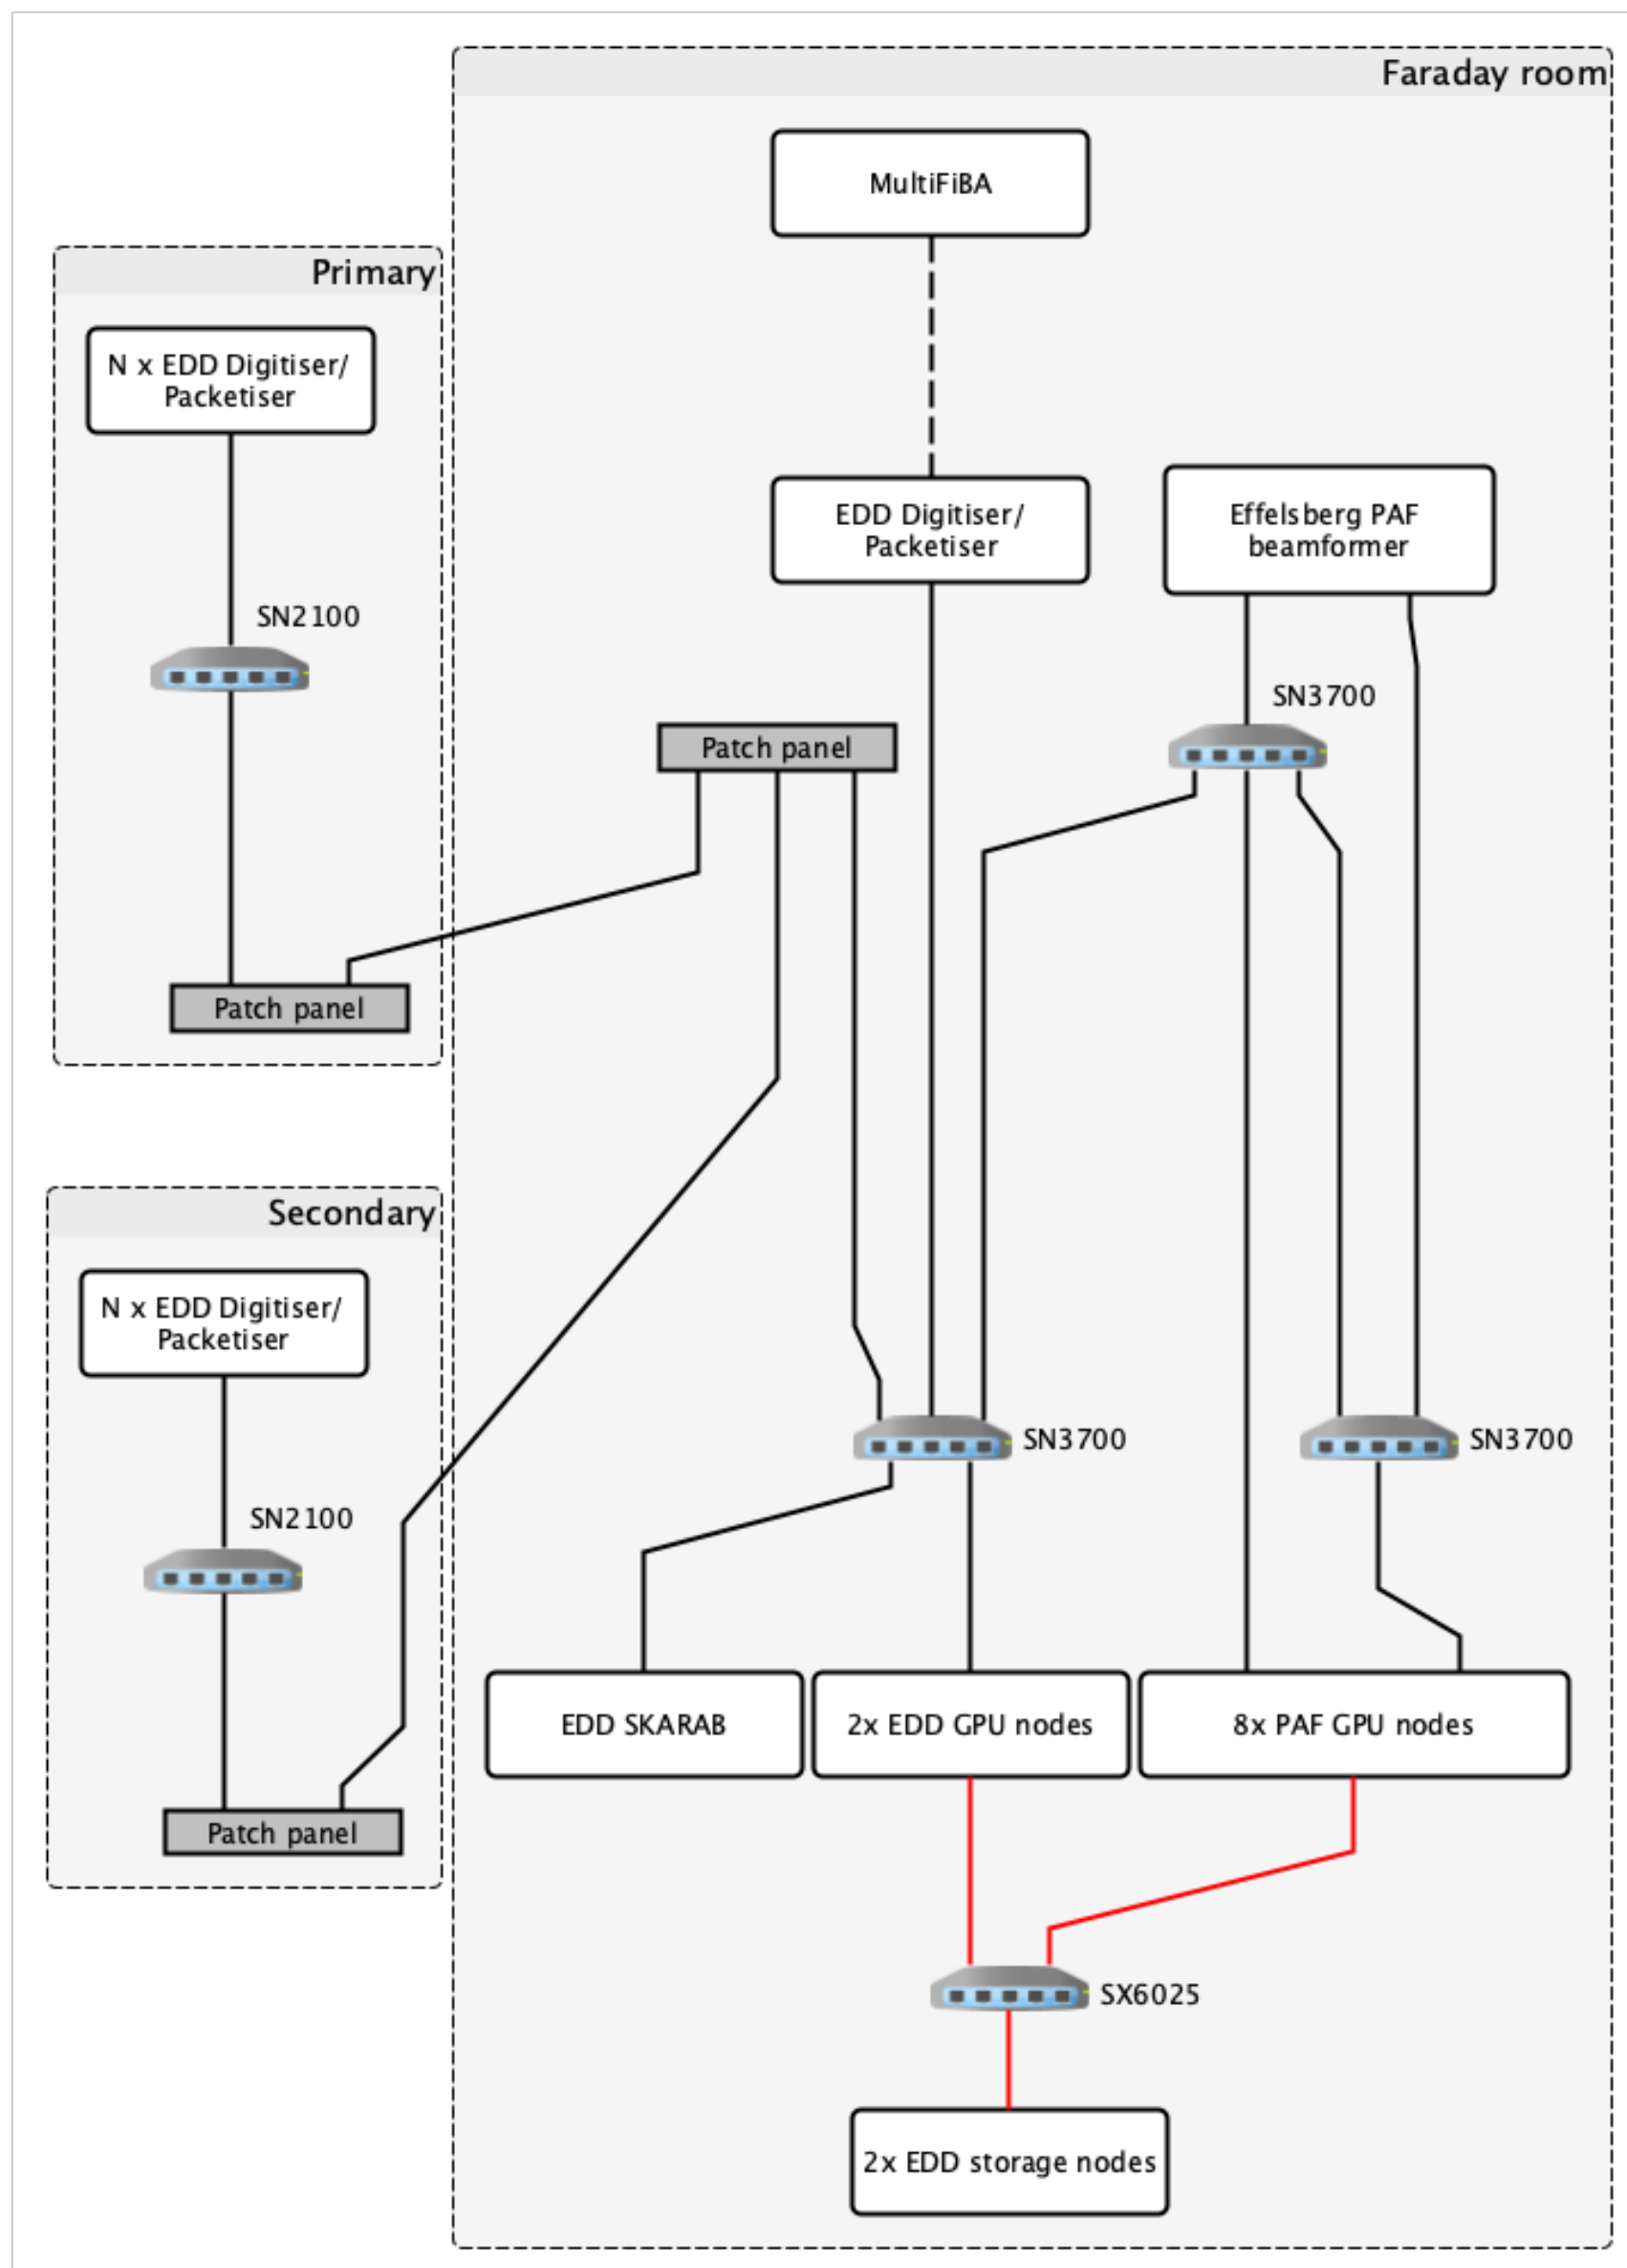 Faraday room
MultiFiBA
Primary
N x EDD Digitiser/
Packetiser
EDD Digitiser/
Packetiser
Effelsberg PAF
beamformer
SN2100
SN3700
Patch panel
Patch panel
Secondary
N x EDD Digitiser/
Packetiser
SN3700
SN3700
SN2100
EDD SKARAB
2x EDD GPU nodes
8x PAF GPU nodes
Patch panel
SX6025
2x EDD storage nodes